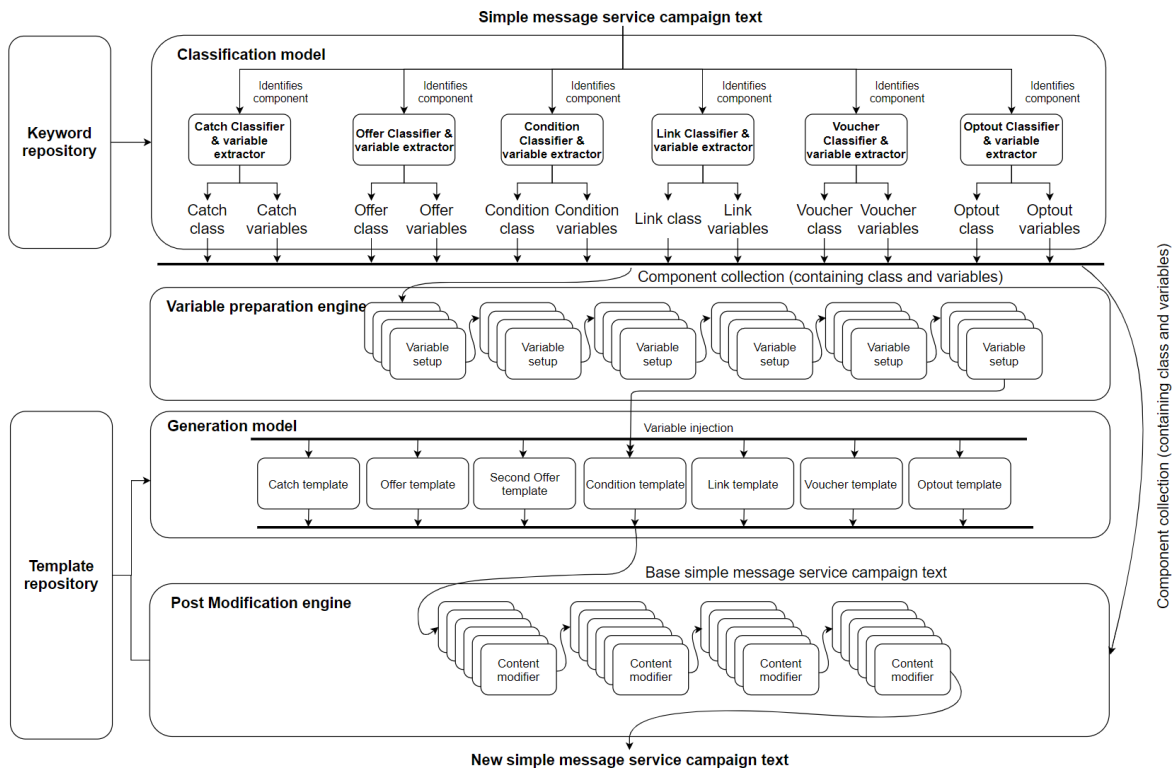 Simple message service campaign text
Classification model
Identifies
component
Identifies
component
Identifies
component
Identifies
component
Identifies
component
Identifies
component
Keyword
repository
Catch Classifier
& variable
extractor
Offer Classifier &
variable extractor
Condition
Classifier &
variable extractor
Link Classifier &
variable extractor
Voucher
Classifier &
variable extractor
Optout Classifier
& variable
extractor
Catch
class
Catch
variables
Offer
class
Offer
variables
Condition
class
Condition
variables
Link class
Link
variables
Voucher
class
Voucher
variables
Optout
class
Optout
variables
Component collection (containing class and variables)
Component collection (containing class and variables)
Variable preparation engine
Variable
setup
Variable
setup
Variable
setup
Variable
setup
Variable
setup
Variable
setup
Generation model
Variable injection
Catch template
Offer template
Second Offer
template
Condition template
Link template
Voucher template
Optout template
Template
repository
Base simple message service campaign text
Post Modification engine
Content
modifier
Content
modifier
Content
modifier
Content
modifier
New simple message service campaign text